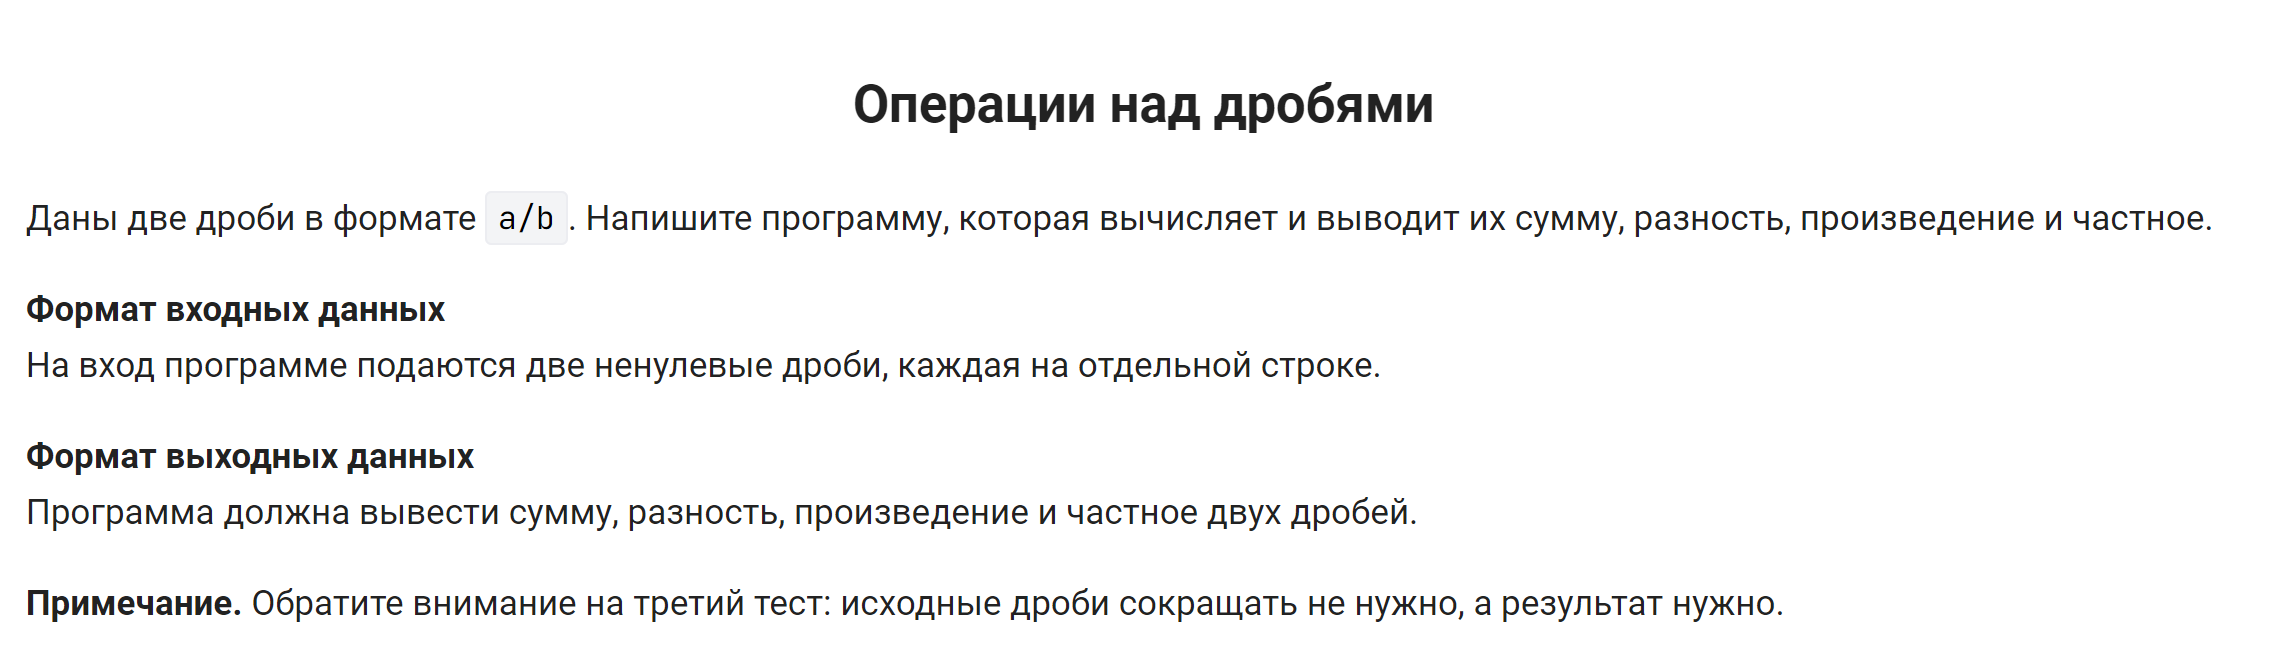 Операции над дробями
Даны две дроби в формате a/b. Напишите программу, которая вычисляет и выводит их сумму, разность, произведение и частное.
Формат входных данных
На вход программе подаются две ненулевые дроби, каждая на отдельной строке.
Формат выходных данных
Программа должна вывести сумму, разность, произведение и частное двух дробей.
Примечание. Обратите внимание на третий тест: исходные дроби сокращать не нужно, а результат нужно.